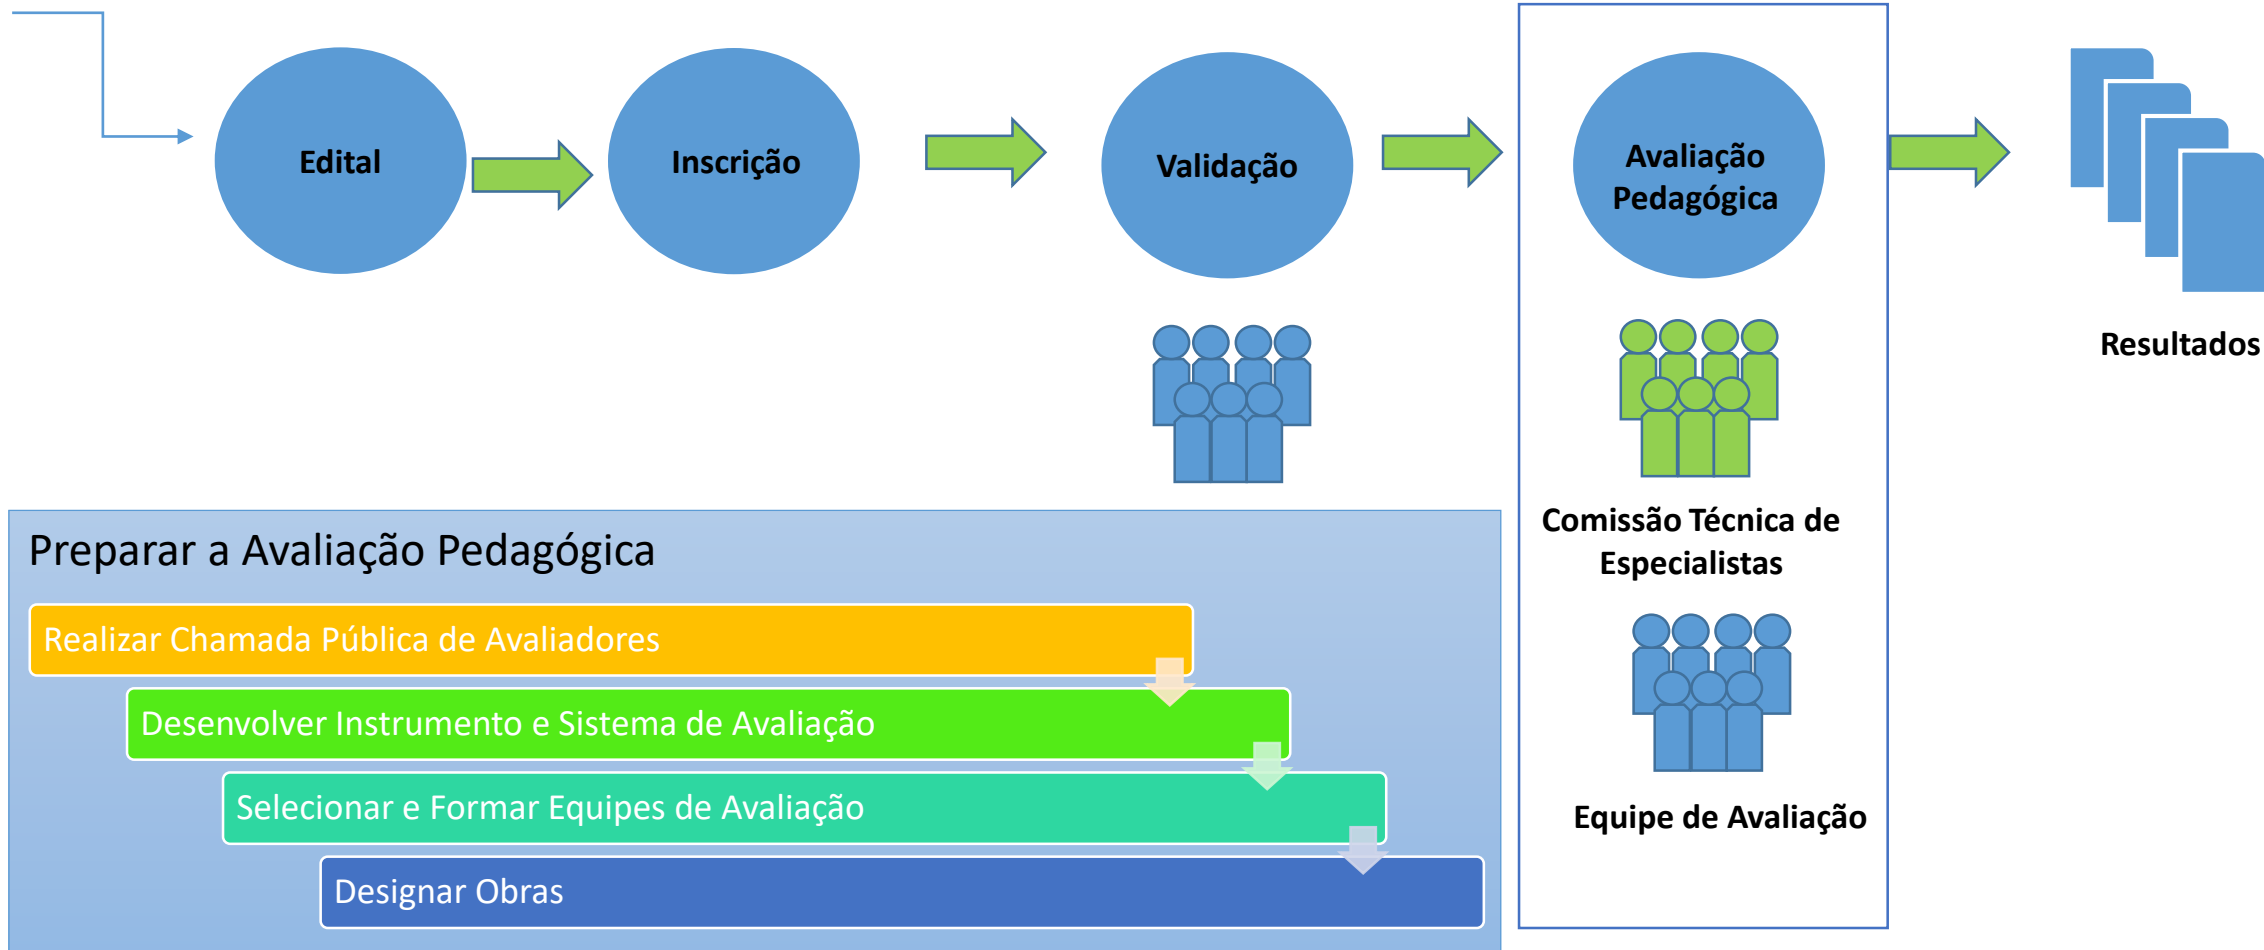 Edital
Inscrição
Validação
Avaliação
Pedagógica
Resultados
Comissão Técnica de
Especialistas
Equipe de Avaliação
Preparar a Avaliação Pedagógica
Realizar Chamada Pública de Avaliadores
Desenvolver Instrumento e Sistema de Avaliação
Selecionar e Formar Equipes de Avaliação
Designar Obras